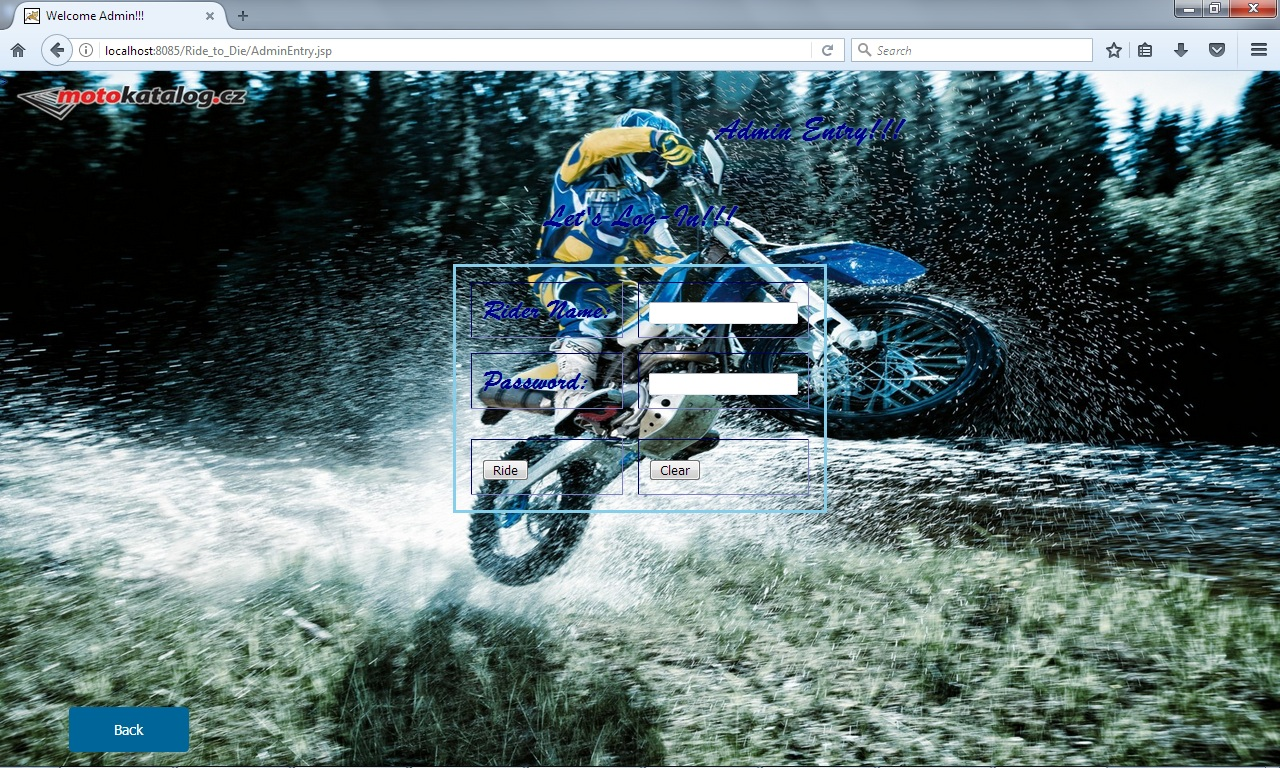 Welcome Admin!!!
localhost:8085/Ride_to_Die/AdminEntry.jsp
Search
motokatalog.cz
Admin Entry!!!
Let's Log-In!!!
Rider Name:
Password:
Ride
Clear
Back